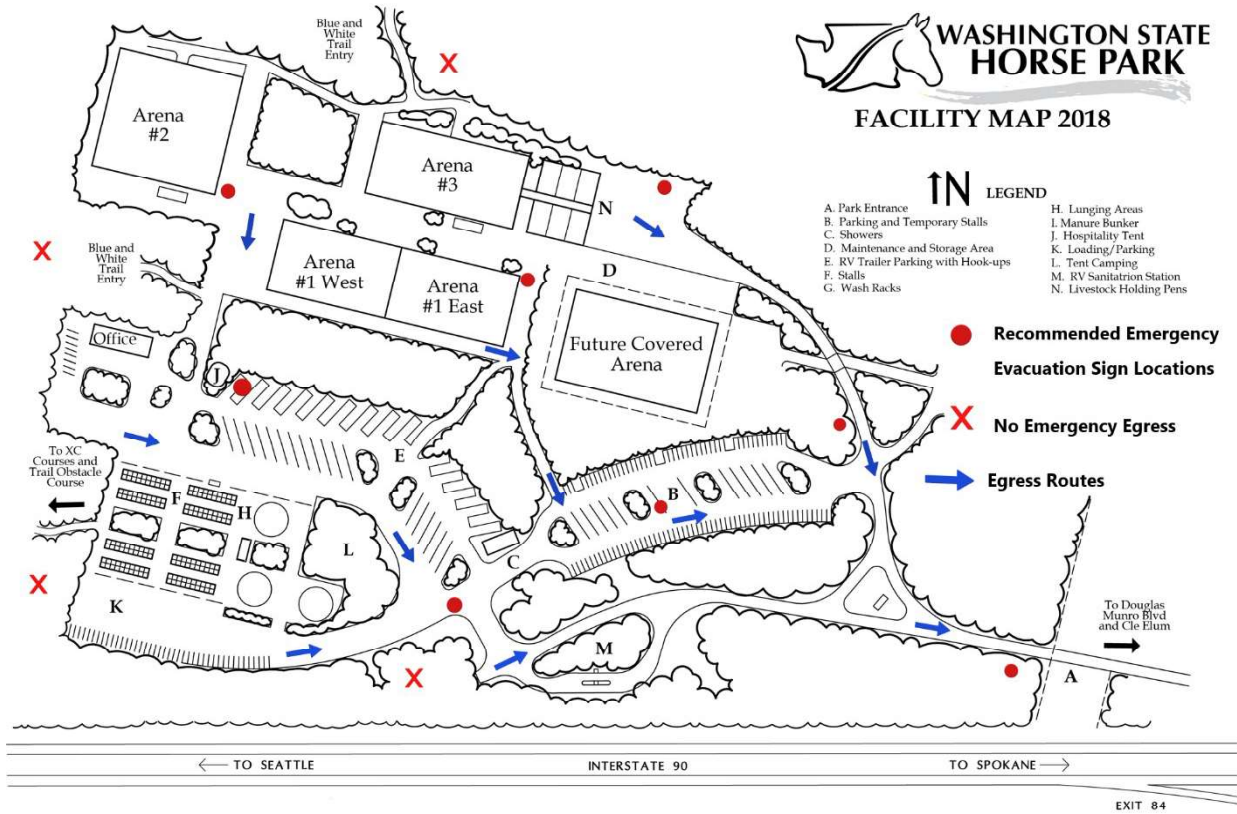 Blue and
White
Trail
Entry
WASHINGTON STATE
HORSE PARK
FACILITY MAP 2018
N
LEGEND
A. Park Entrance
B. Parking and Temporary Stalls
C. Showers
D. Maintenance and Storage Area
E. RV Trailer Parking with Hook-ups
F. Stalls
G. Wash Racks
H. Lunging Areas
I. Manure Bunker
J. Hospitality Tent
K. Loading/Parking
L. Tent Camping
M. RV Sanitatrion Station
N. Livestock Holding Pens
Recommended Emergency
Evacuation Sign Locations
X No Emergency Egress
Egress Routes
X
Arena
#2
Arena
#3
N
X
Blue and
White
Trail
Entry
Arena
#1 West
Arena
#1 East
D
Future Covered
Arena
Office
J
E
B
To XC
Courses and
Trail Obstacle
Course
F
H
L
C
X
K
M
X
To Douglas
Munro Blvd
and Cle Elum
A
← TO SEATTLE
INTERSTATE 90
TO SPOKANE →
EXIT 84